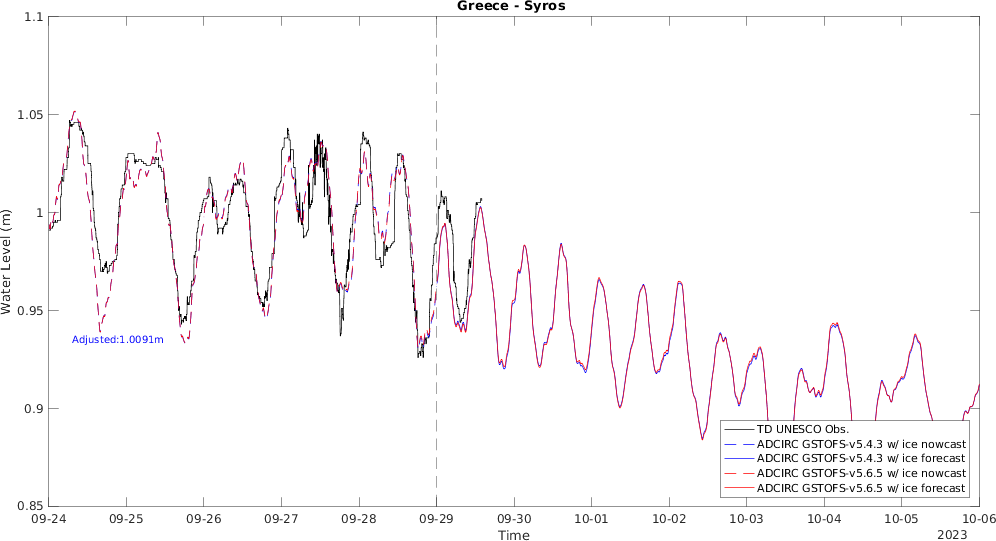 Greece - Syros
1.1
1.05
1
0.95
0.9
0.85
Water Level (m)
Adjusted:1.0091m
TD UNESCO Obs.
ADCIRC GSTOFS-v5.4.3 w/ ice nowcast
ADCIRC GSTOFS-v5.4.3 w/ ice forecast
ADCIRC GSTOFS-v5.6.5 w/ ice nowcast
ADCIRC GSTOFS-v5.6.5 w/ ice forecast
09-24 09-25 09-26 09-27 09-28 09-29 09-30 10-01 10-02 10-03 10-04 10-05 10-06
Time
2023